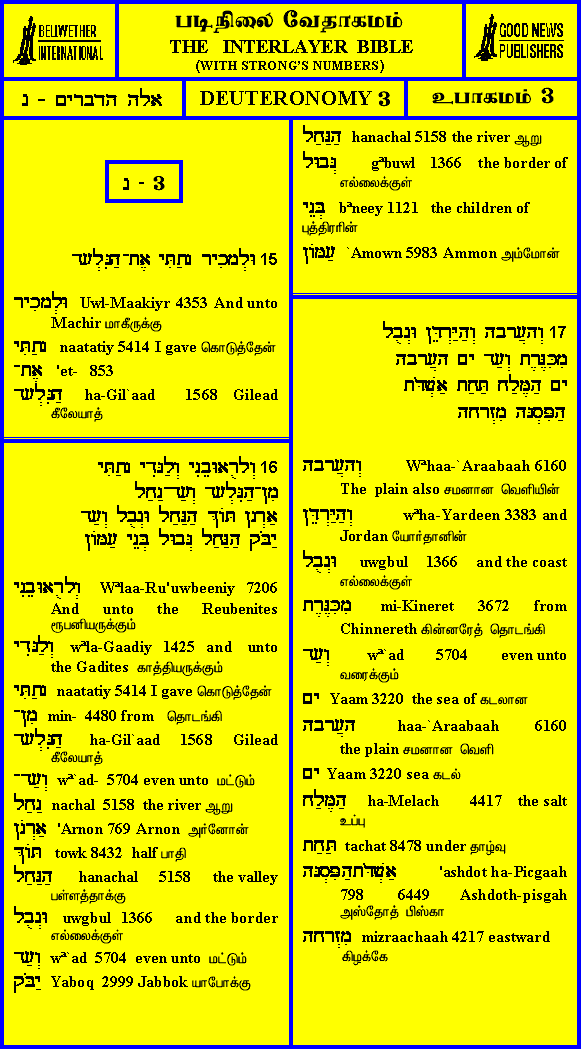 BELIWETHER
INTERNATIONAL
படிநிலை வேதாகமம்
THE INTERLAYER BIBLE
(WITH STRONG'S NUMBERS)
GOOD NEWS
PUBLISHERS
אלה הדברים - ג
DEUTERONOMY 3
உபாகமம் 3
ג - 3
15 וּלְמָכִיר נָתַתִּי אֶת־הַגִּלְעָד
וּלְמָכִיר Uwl-Maakiyr 4353 And unto
Machir மாகீருக்கு
נָתַתִּי naatatiy 5414 I gave கொடுத்தேன்
אֶת־ 'et- 853
הַגִּלְעָד ha-Gil`aad 1568 Gilead
கீலேயாத்
16 וְלָרֻאוּבֵנִי וְלַגָּדִי נָתַתִּי
מִן־הַגִּלְעָד וְעַד־נַחַל
אַרְנֹן תּוֹךְ הַנַּחַל וּגְבֻל וְעַד
יַבֹּק הַנַּחַל גְּבוּל בְּנֵי עַמּוֹן
וְלָרֻאוּבֵנִי Wªlaa-Ru'uwbeeniy 7206
And unto the Reubenites
ரூபனியருக்கும்
וְלַגָּדִי wªla-Gaadiy 1425 and unto
the Gadites காத்தியருக்கும்
נָתַתִּי naatatiy 5414 I gave கொடுத்தேன்
מִן־ min- 4480 from தொடங்கி
הַגִּלְעָד ha-Gil`aad 1568 Gilead
கீலேயாத்
וְעַד־ wª`ad- 5704 even unto மட்டும்
נַחַל nachal 5158 the river ஆறு
אַרְנֹן 'Arnon 769 Arnon அர்னோன்
תּוֹךְ towk 8432 half பாதி
הַנַּחַל hanachal 5158 the valley
பள்ளத்தாக்கு
וּגְבֻל uwgbul 1366 and the border
எல்லைக்குள்
וְעַד wª`ad 5704 even unto மட்டும்
יַבֹּק Yaboq 2999 Jabbok யாபோக்கு
הַנַּחַל hanachal 5158 the river ஆறு
גְּבוּל gªbuwl 1366 the border of
எல்லைக்குள்
בְּנֵי bªneey 1121 the children of
புத்திரரின்
עַמּוֹן `Amown 5983 Ammon அம்மோன்
17 וְהָעֲרָבָה וְהַיַּרְדֵּן וּגְבֻל
מִכִּנֶּרֶת וְעַד יָם הָעֲרָבָה
יָם הַמֶּלַח תַּחַת אַשְׁדֹּת
הַפִּסְגָּה מִזְרָחָה
וְהָעֲרָבָה Wªhaa-`Araabaah 6160
The plain also சமனான வெளியின்
וְהַיַּרְדֵּן wªha-Yardeen 3383 and
Jordan யோர்தானின்
וּגְבֻל uwgbul 1366 and the coast
எல்லைக்குள்
מִכִּנֶּרֶת mi-Kineret 3672 from
Chinnereth கின்னரேத் தொடங்கி
וְעַד wª`ad 5704 even unto
வரைக்கும்
יָם Yaam 3220 the sea of கடலான
הָעֲרָבָה haa-`Araabaah 6160
the plain சமனான வெளி
יָם Yaam 3220 sea கடல்
הַמֶּלַח ha-Melach 4417 the salt
உப்பு
תַּחַת tachat 8478 under தாழ்வு
אַשְׁדֹּת הַפִּסְגָּה 'ashdot ha-Picgaah
798 6449 Ashdoth-pisgah
அஸ்தோத் பிஸ்கா
מִזְרָחָה mizraachaah 4217 eastward
கிழக்கே